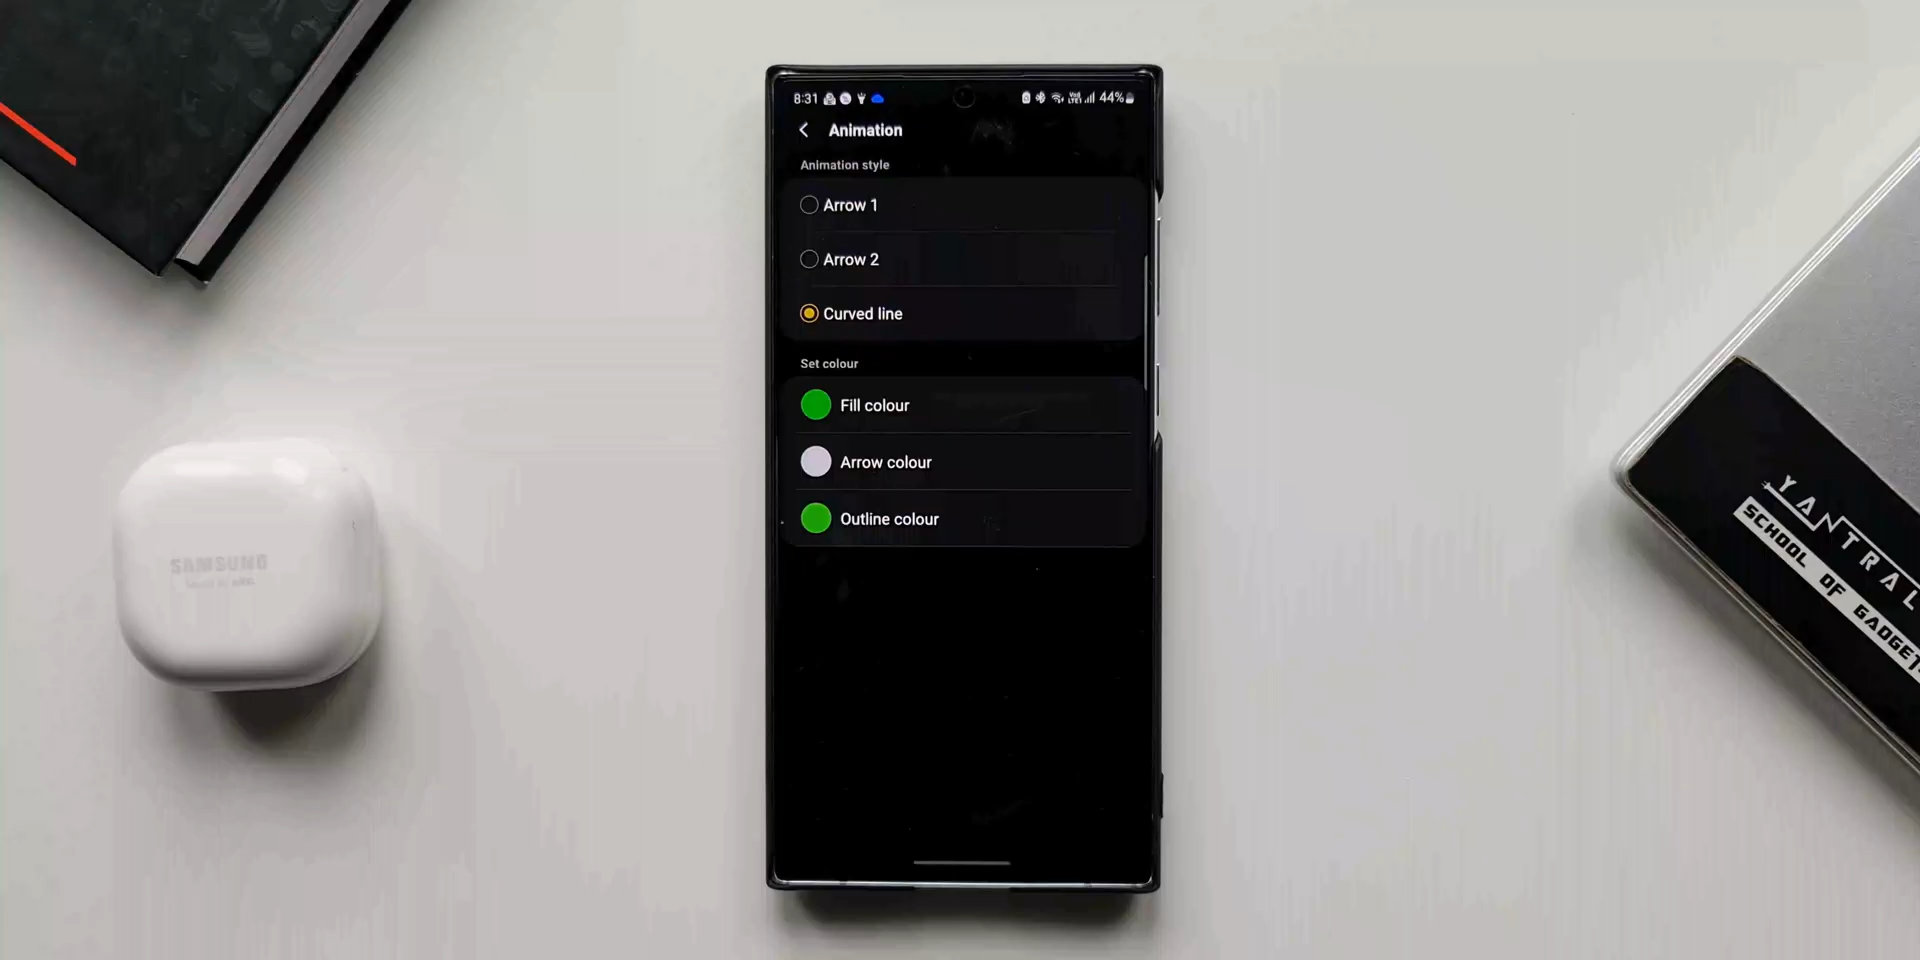 8:31
44%
Animation
Animation style
Arrow 1
Arrow 2
Curved line
Set colour
Fill colour
Arrow colour
Outline colour
SAMSUNG
YANTRAL
SCHOOL OF GADGET